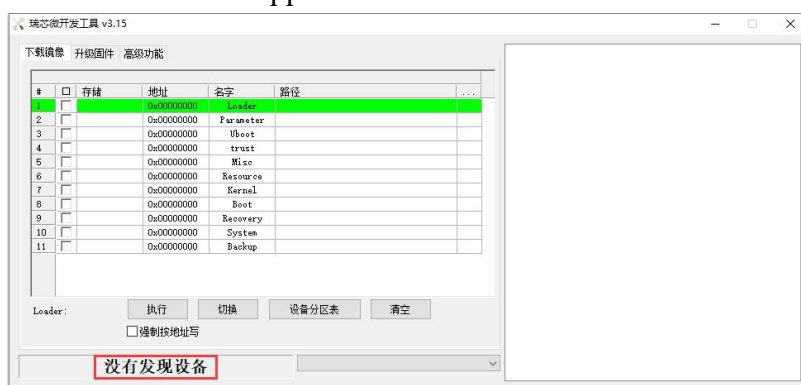 瑞芯微开发工具 v3.15
下载镜像 升级固件 高级功能
# 存储 地址 名字 路径 ...
1 0x00000000 Loader
2 0x00000000 Parameter
3 0x00000000 Uboot
4 0x00000000 trust
5 0x00000000 Misc
6 0x00000000 Resource
7 0x00000000 Kernel
8 0x00000000 Boot
9 0x00000000 Recovery
10 0x00000000 System
11 0x00000000 Backup
Loader: 执行 切换 设备分区表 清空
强制按地址写
没有发现设备